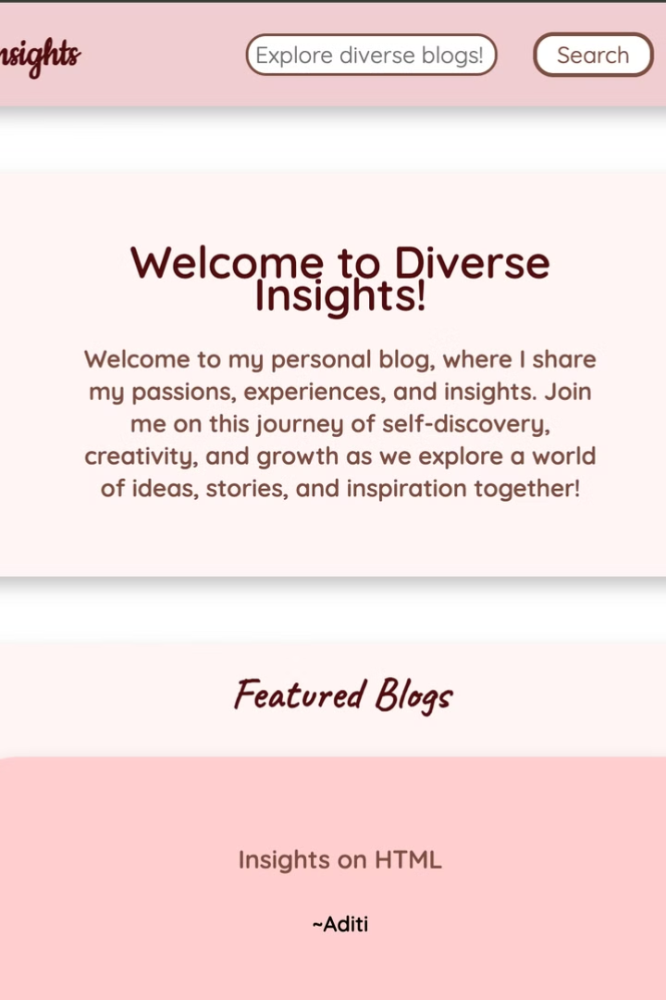 nsights
Explore diverse blogs!
Search
Welcome to Diverse
Insights!
Welcome to my personal blog, where I share
my passions, experiences, and insights. Join
me on this journey of self-discovery,
creativity, and growth as we explore a world
of ideas, stories, and inspiration together!
Featured Blogs
Insights on HTML
~Aditi